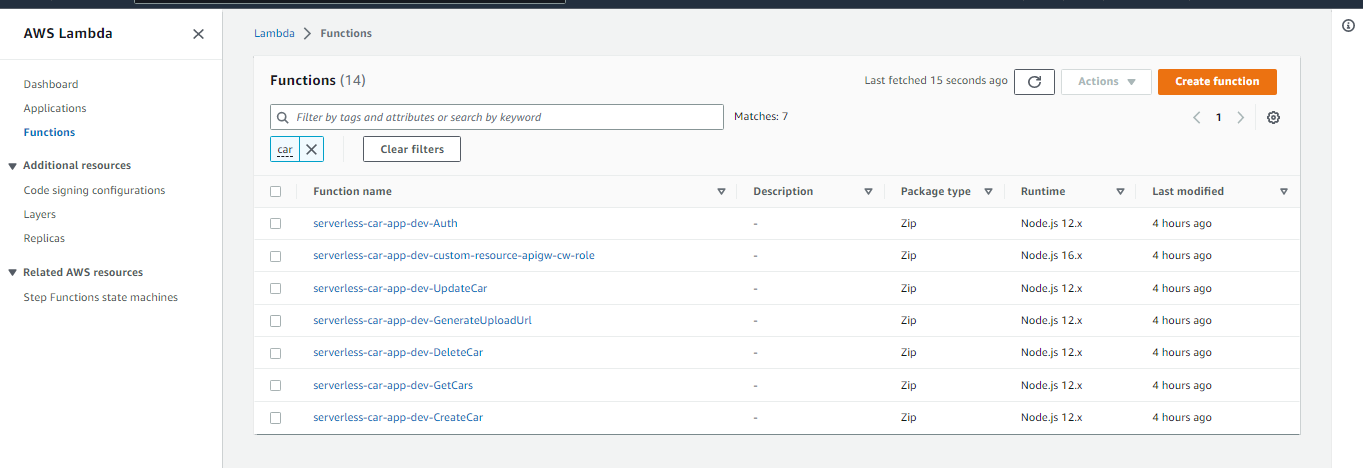 AWS Lambda
Dashboard
Applications
Functions
Additional resources
Code signing configurations
Layers
Replicas
Related AWS resources
Step Functions state machines
Lambda > Functions
Functions (14)
Last fetched 15 seconds ago
Actions
Create function
Filter by tags and attributes or search by keyword
Matches: 7
1
car
Clear filters
Function name Description Package type Runtime Last modified
serverless-car-app-dev-Auth - Zip Node.js 12.x 4 hours ago
serverless-car-app-dev-custom-resource-apigw-cw-role - Zip Node.js 16.x 4 hours ago
serverless-car-app-dev-UpdateCar - Zip Node.js 12.x 4 hours ago
serverless-car-app-dev-GenerateUploadUrl - Zip Node.js 12.x 4 hours ago
serverless-car-app-dev-DeleteCar - Zip Node.js 12.x 4 hours ago
serverless-car-app-dev-GetCars - Zip Node.js 12.x 4 hours ago
serverless-car-app-dev-CreateCar - Zip Node.js 12.x 4 hours ago